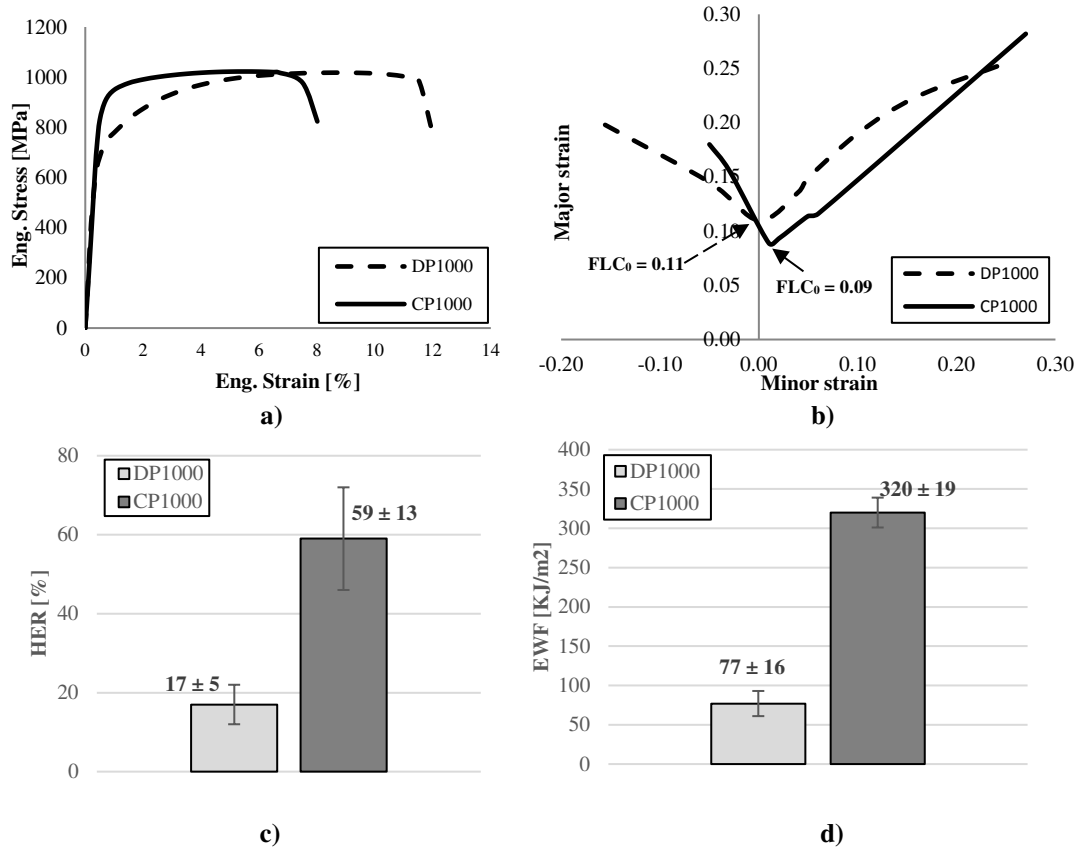 1200
1000
800
600
400
200
0
Eng. Stress [MPa]
DP1000
CP1000
0 2 4 6 8 10 12 14
Eng. Strain [%]
a)
0.30
0.25
0.20
0.15
0.10
0.05
0.00
Major strain
FLC₀ = 0.11
FLC₀ = 0.09
DP1000
CP1000
-0.20 -0.10 0.00 0.10 0.20 0.30
Minor strain
b)
80
60
40
20
0
HER [%]
DP1000
CP1000
59 ± 13
17 ± 5
c)
400
350
300
250
200
150
100
50
0
EWF [KJ/m2]
DP1000
CP1000
320 ± 19
77 ± 16
d)